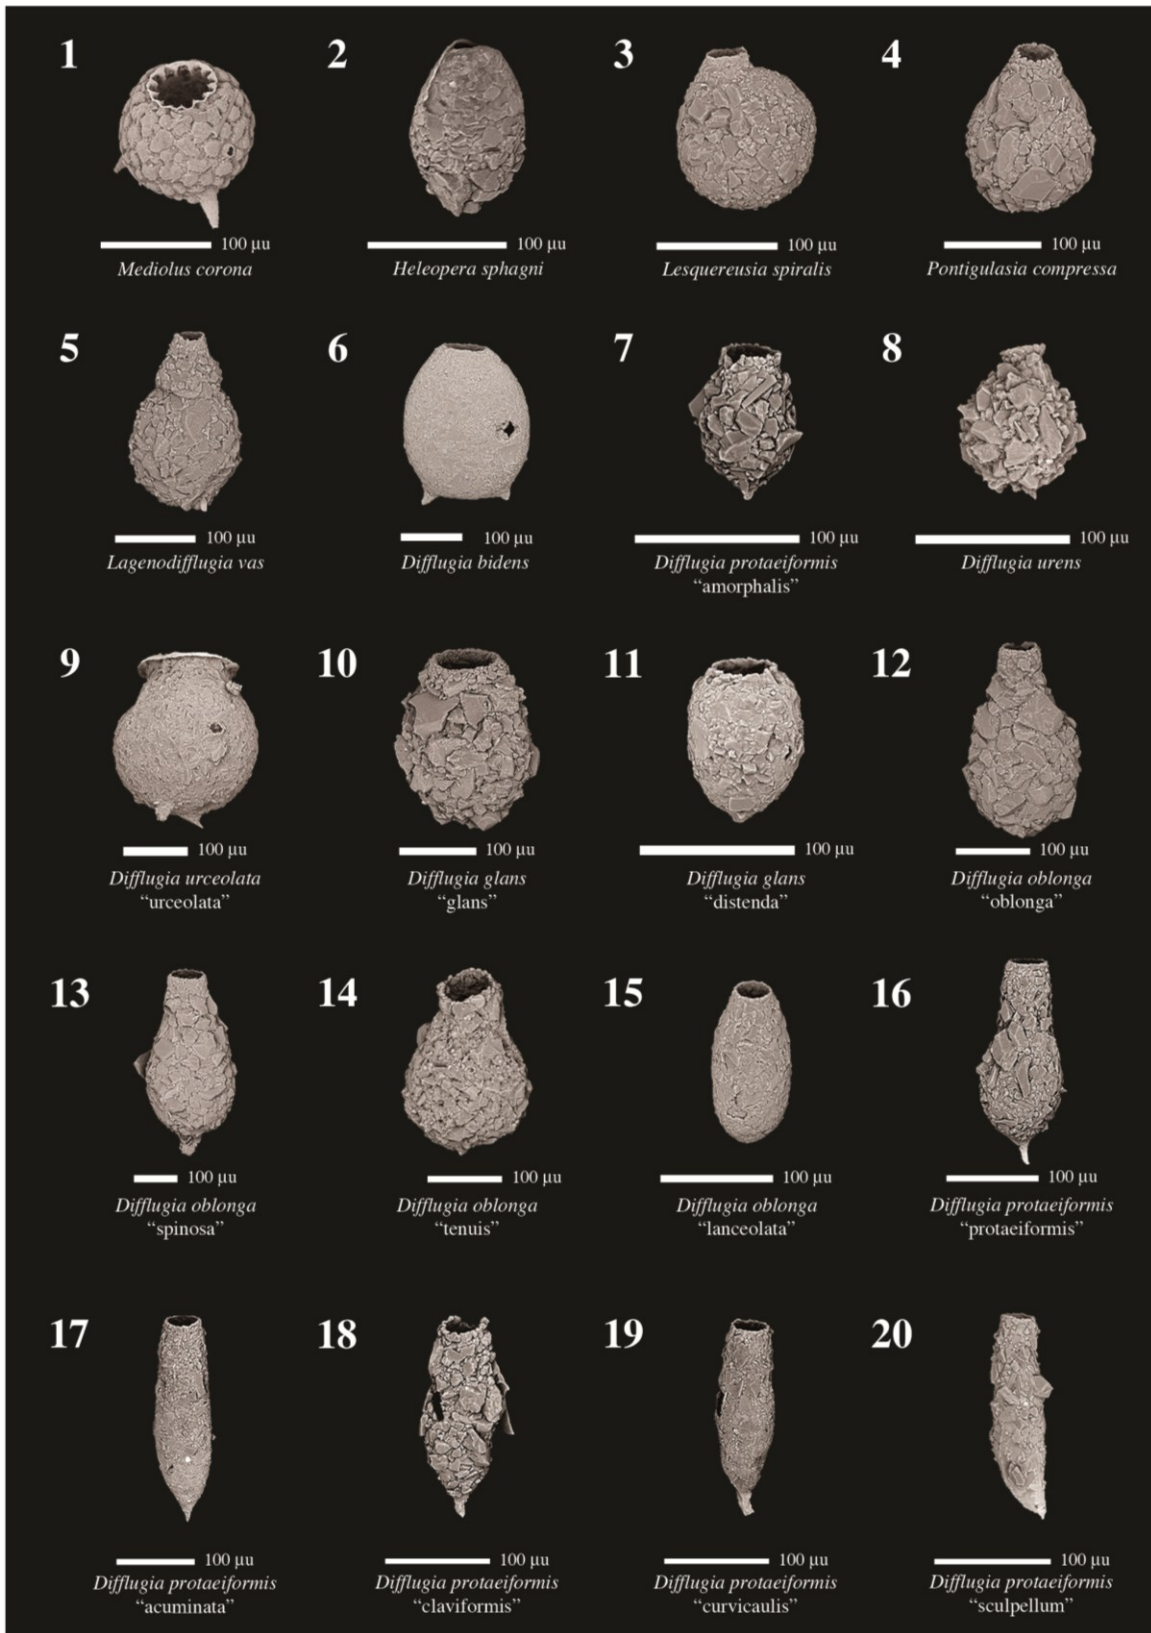 1
2
3
4
100 μu
100 μu
100 μu
100 μu
Mediolus corona
Heleopera sphagni
Lesquereusia spiralis
Pontigulasia compressa
5
6
7
8
100 μu
100 μu
100 μu
100 μu
Lagenodifflugia vas
Difflugia bidens
Difflugia protaeiformis
“amorphalis”
Difflugia urens
9
10
11
12
100 μu
100 μu
100 μu
100 μu
Difflugia urceolata
“urceolata”
Difflugia glans
“glans”
Difflugia glans
“distenda”
Difflugia oblonga
“oblonga”
13
14
15
16
100 μu
100 μu
100 μu
100 μu
Difflugia oblonga
“spinosa”
Difflugia oblonga
“tenuis”
Difflugia oblonga
“lanceolata”
Difflugia protaeiformis
“protaeiformis”
17
18
19
20
100 μu
100 μu
100 μu
100 μu
Difflugia protaeiformis
“acuminata”
Difflugia protaeiformis
“claviformis”
Difflugia protaeiformis
“curvicaulis”
Difflugia protaeiformis
“sculpellum”